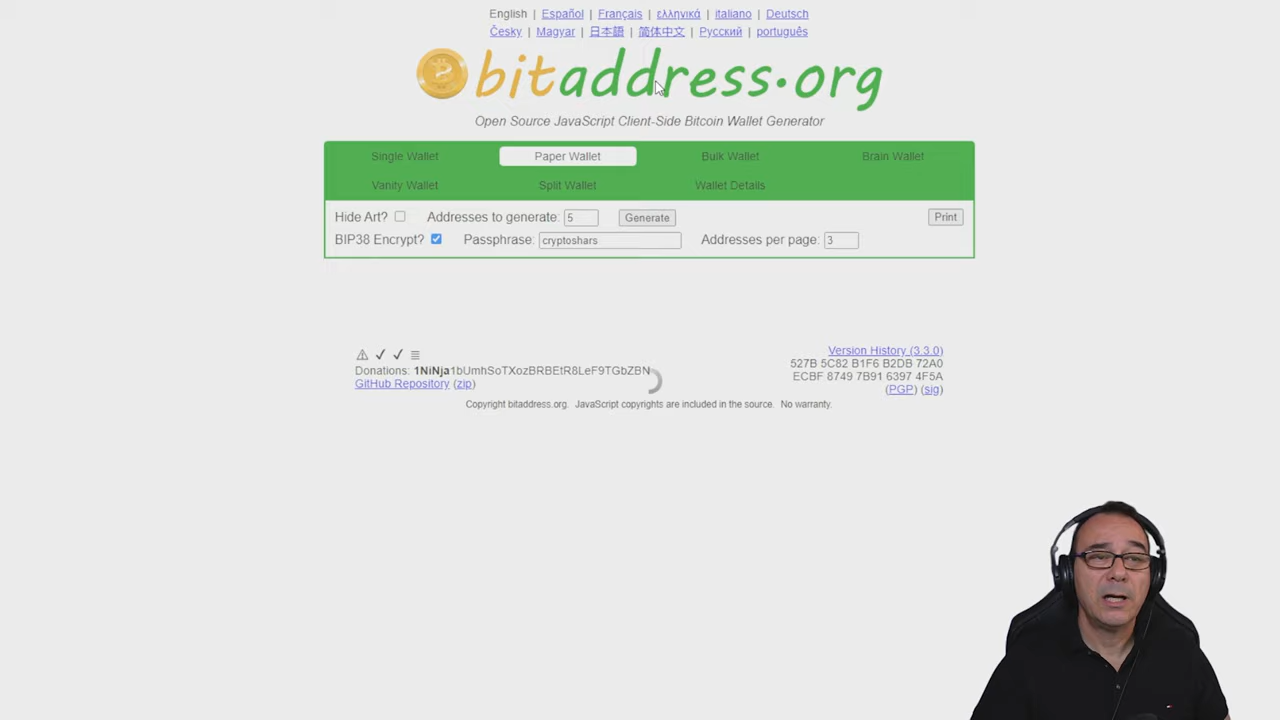 English | Español | Français | ελληνικά | italiano | Deutsch
Česky | Magyar | 日本語 | 简体中文 | Русский | português
bitaddress.org
Open Source JavaScript Client-Side Bitcoin Wallet Generator
Single Wallet Paper Wallet Bulk Wallet Brain Wallet
Vanity Wallet Split Wallet Wallet Details
Hide Art? Addresses to generate: 5 Generate Print
BIP38 Encrypt? Passphrase: cryptoshars Addresses per page: 3
Version History (3.3.0)
527B 5C82 B1F6 B2DB 72A0
Donations: 1NiNja1bUmhSoTXozBRBEtR8LeF9TGbZBN
ECBF 8749 7B91 6397 4F5A
GitHub Repository (zip)
(PGP) (sig)
Copyright bitaddress.org. JavaScript copyrights are included in the source. No warranty.